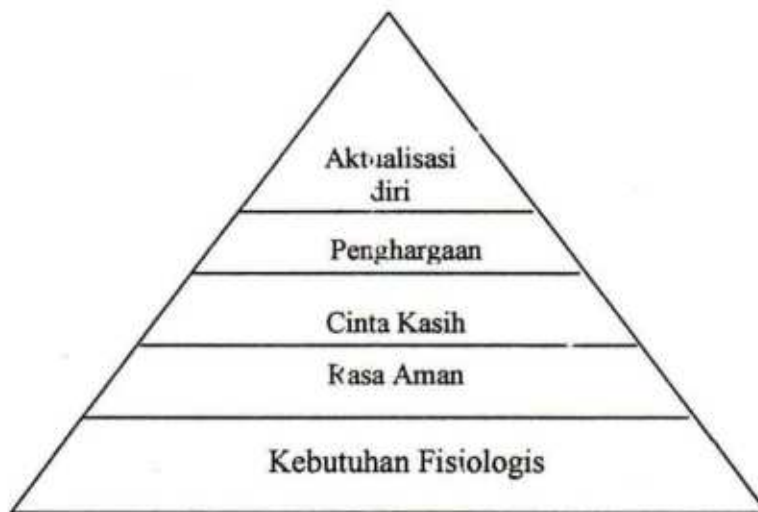 Aktualisasi
diri
Penghargaan
Cinta Kasih
Rasa Aman
Kebutuhan Fisiologis